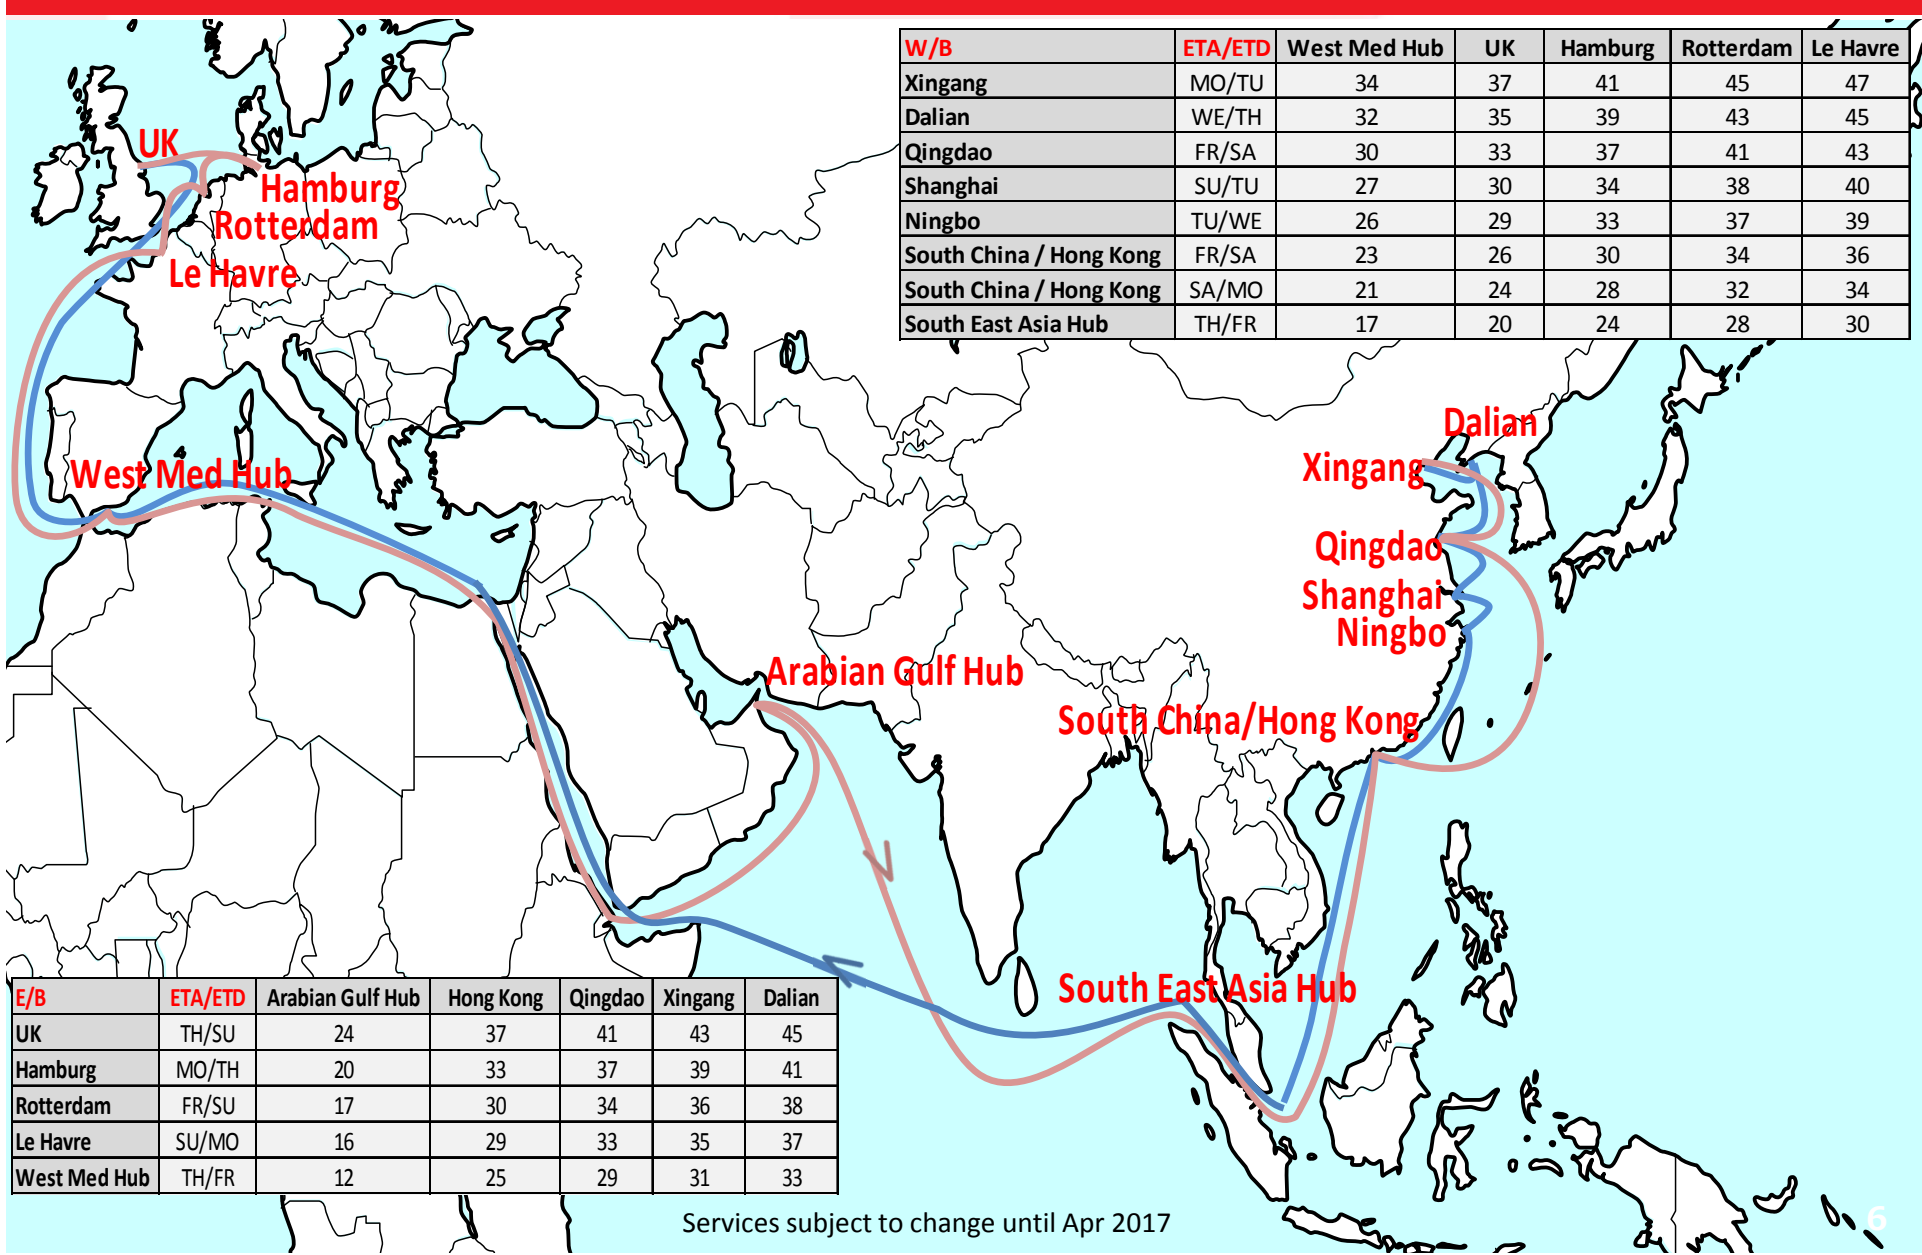 W/B ETA/ETD West Med Hub UK Hamburg Rotterdam Le Havre
Xingang MO/TU 34 37 41 45 47
Dalian WE/TH 32 35 39 43 45
Qingdao FR/SA 30 33 37 41 43
Shanghai SU/TU 27 30 34 38 40
Ningbo TU/WE 26 29 33 37 39
South China / Hong Kong FR/SA 23 26 30 34 36
South China / Hong Kong SA/MO 21 24 28 32 34
South East Asia Hub TH/FR 17 20 24 28 30
UK
Hamburg
Rotterdam
Le Havre
West Med Hub
Dalian
Xingang
Qingdao
Shanghai
Ningbo
Arabian Gulf Hub
South China/Hong Kong
South East Asia Hub
E/B ETA/ETD Arabian Gulf Hub Hong Kong Qingdao Xingang Dalian
UK TH/SU 24 37 41 43 45
Hamburg MO/TH 20 33 37 39 41
Rotterdam FR/SU 17 30 34 36 38
Le Havre SU/MO 16 29 33 35 37
West Med Hub TH/FR 12 25 29 31 33
Services subject to change until Apr 2017
6